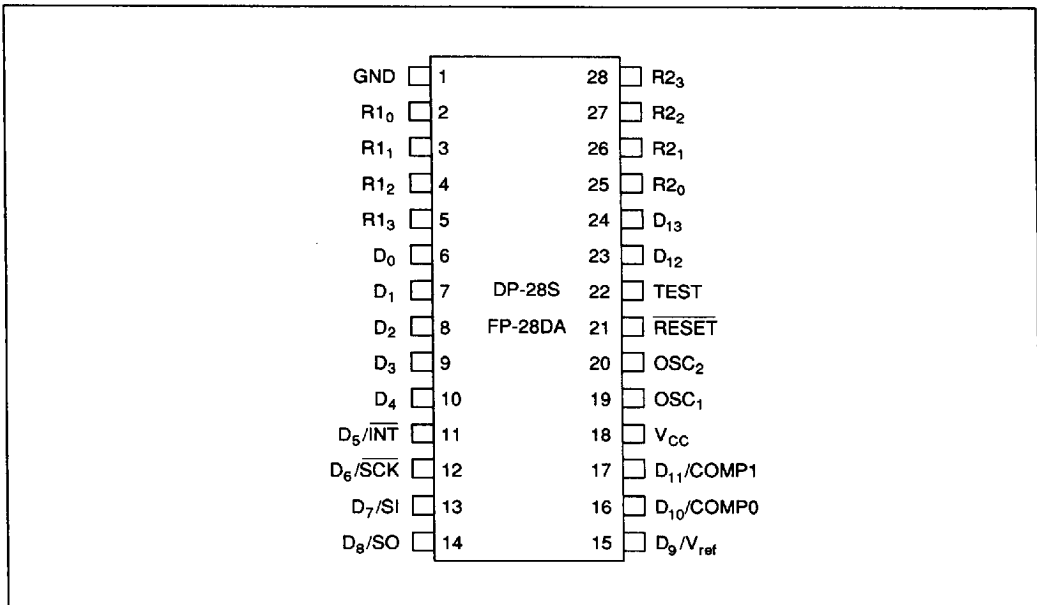 GND 1 28 R2₃
R1₀ 2 27 R2₂
R1₁ 3 26 R2₁
R1₂ 4 25 R2₀
R1₃ 5 24 D₁₃
D₀ 6 23 D₁₂
D₁ 7 DP-28S 22 TEST
D₂ 8 FP-28DA 21 R̅E̅S̅E̅T̅
D₃ 9 20 OSC₂
D₄ 10 19 OSC₁
D₅/I̅N̅T̅ 11 18 V_CC
D₆/S̅C̅K̅ 12 17 D₁₁/COMP1
D₇/SI 13 16 D₁₀/COMP0
D₈/SO 14 15 D₉/V_ref